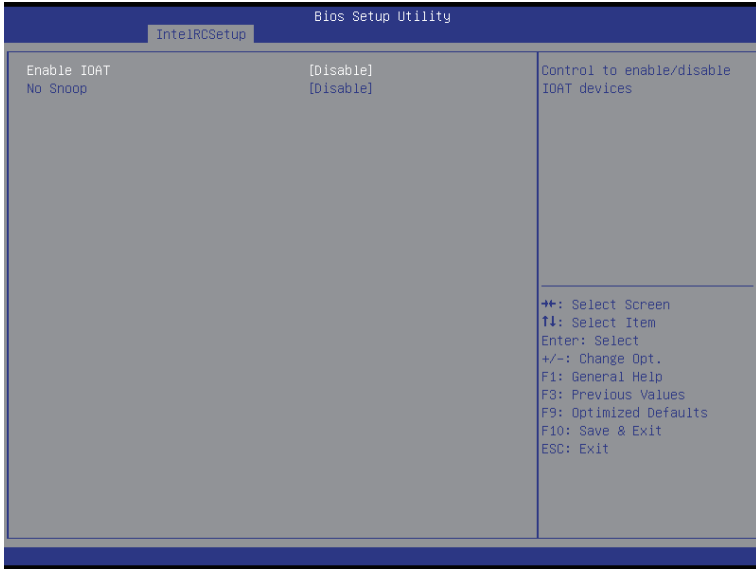 Bios Setup Utility
IntelRCSetup
Enable IOAT [Disable]
No Snoop [Disable]
Control to enable/disable
IOAT devices
→←: Select Screen
↑↓: Select Item
Enter: Select
+/-: Change Opt.
F1: General Help
F3: Previous Values
F9: Optimized Defaults
F10: Save & Exit
ESC: Exit